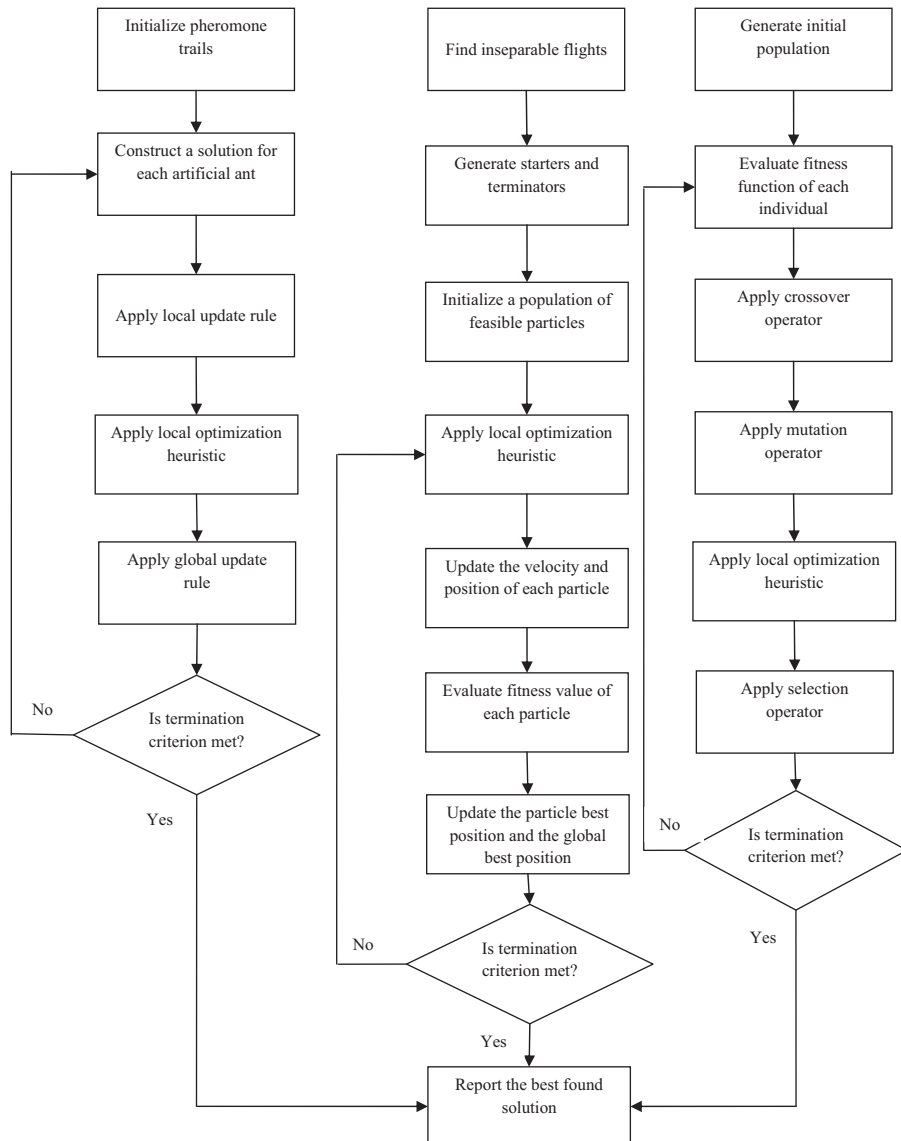 Initialize pheromone
trails
Construct a solution for
each artificial ant
Apply local update rule
Apply local optimization
heuristic
Apply global update
rule
No
Is termination
criterion met?
Yes
Find inseparable flights
Generate starters and
terminators
Initialize a population of
feasible particles
Apply local optimization
heuristic
Update the velocity and
position of each particle
Evaluate fitness value of
each particle
Update the particle best
position and the global
best position
No
Is termination
criterion met?
Yes
Generate initial
population
Evaluate fitness
function of each
individual
Apply crossover
operator
Apply mutation
operator
Apply local optimization
heuristic
Apply selection
operator
No
Is termination
criterion met?
Yes
Report the best found
solution